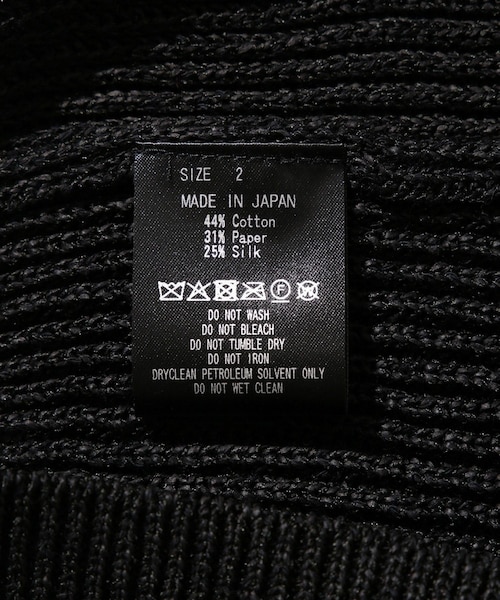 SIZE 2
MADE IN JAPAN
44% Cotton
31% Paper
25% Silk
F W
DO NOT WASH
DO NOT BLEACH
DO NOT TUMBLE DRY
DO NOT IRON
DRYCLEAN PETROLEUM SOLVENT ONLY
DO NOT WET CLEAN